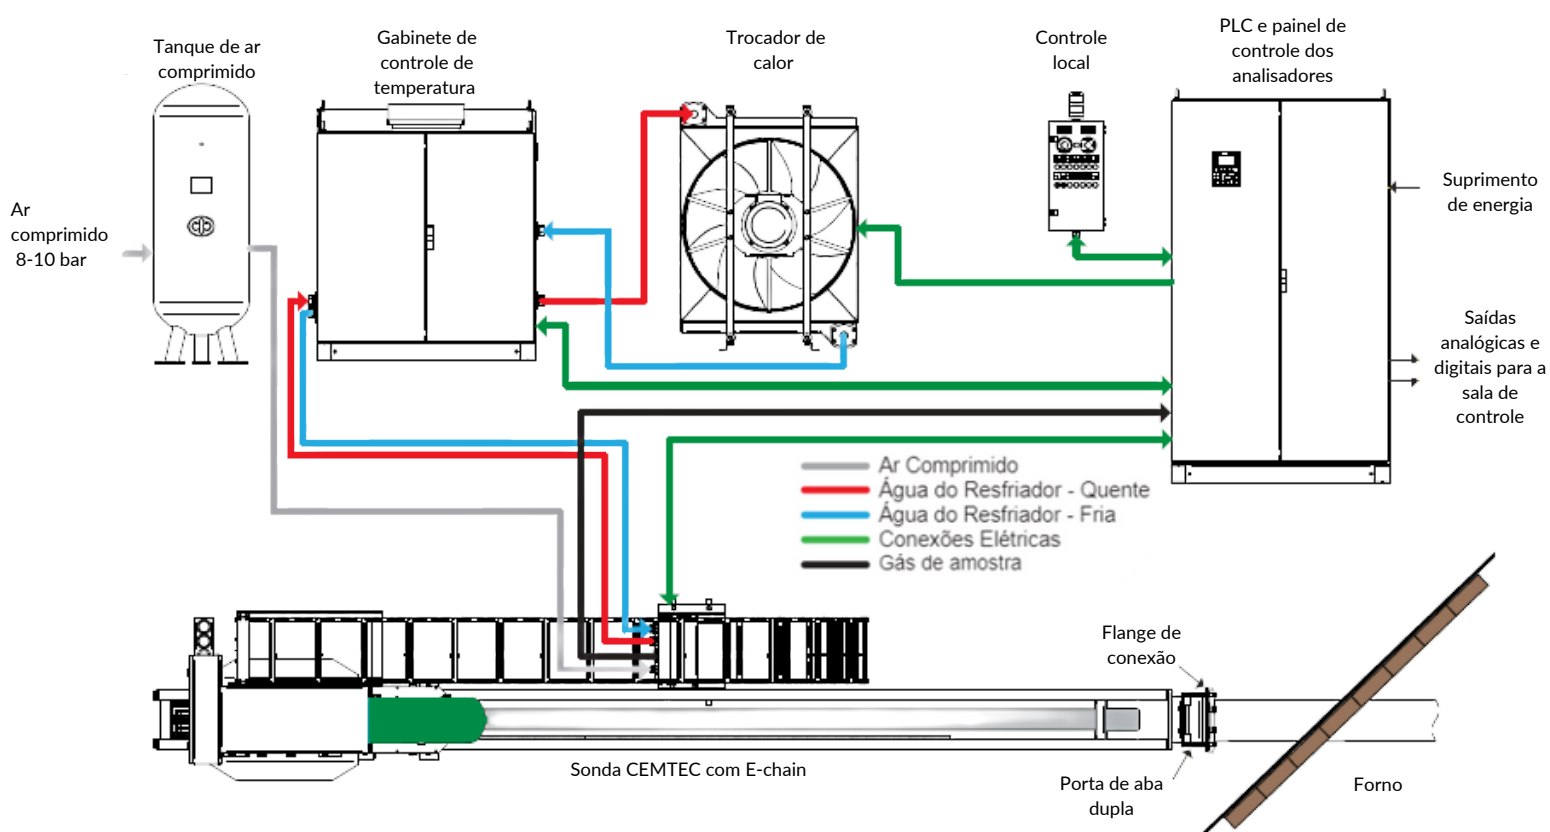 Tanque de ar
comprimido
Gabinete de
controle de
temperatura
Trocador de
calor
Controle
local
PLC e painel de
controle dos
analisadores
Ar
comprimido
8-10 bar
Suprimento
de energia
Saídas
analógicas e
digitais para a
sala de
controle
Ar Comprimido
Água do Resfriador - Quente
Água do Resfriador - Fria
Conexões Elétricas
Gás de amostra
Flange de
conexão
Sonda CEMTEC com E-chain
Porta de aba
dupla
Forno